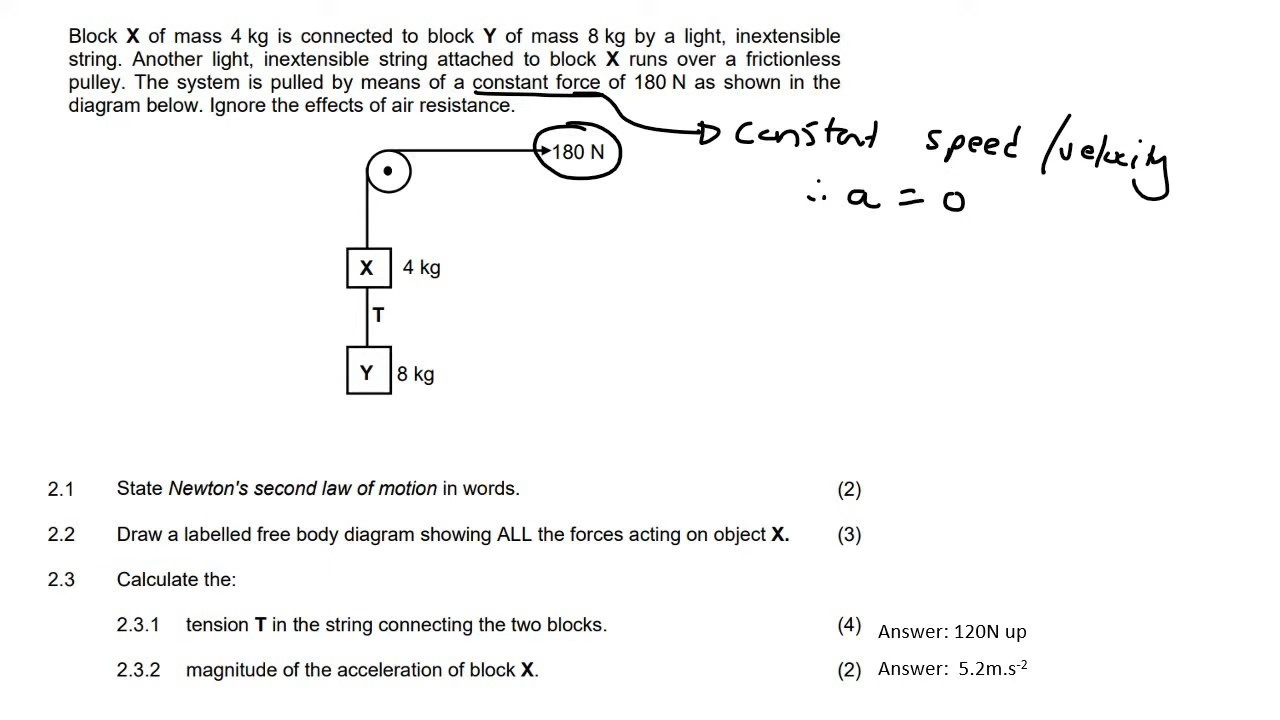 Block X of mass 4 kg is connected to block Y of mass 8 kg by a light, inextensible
string. Another light, inextensible string attached to block X runs over a frictionless
pulley. The system is pulled by means of a constant force of 180 N as shown in the
diagram below. Ignore the effects of air resistance.
constant speed /velocity
∴ a = 0
180 N
X 4 kg
T
Y 8 kg
2.1 State Newton's second law of motion in words. (2)
2.2 Draw a labelled free body diagram showing ALL the forces acting on object X. (3)
2.3 Calculate the:
2.3.1 tension T in the string connecting the two blocks. (4) Answer: 120N up
2.3.2 magnitude of the acceleration of block X. (2) Answer: 5.2m.s⁻²